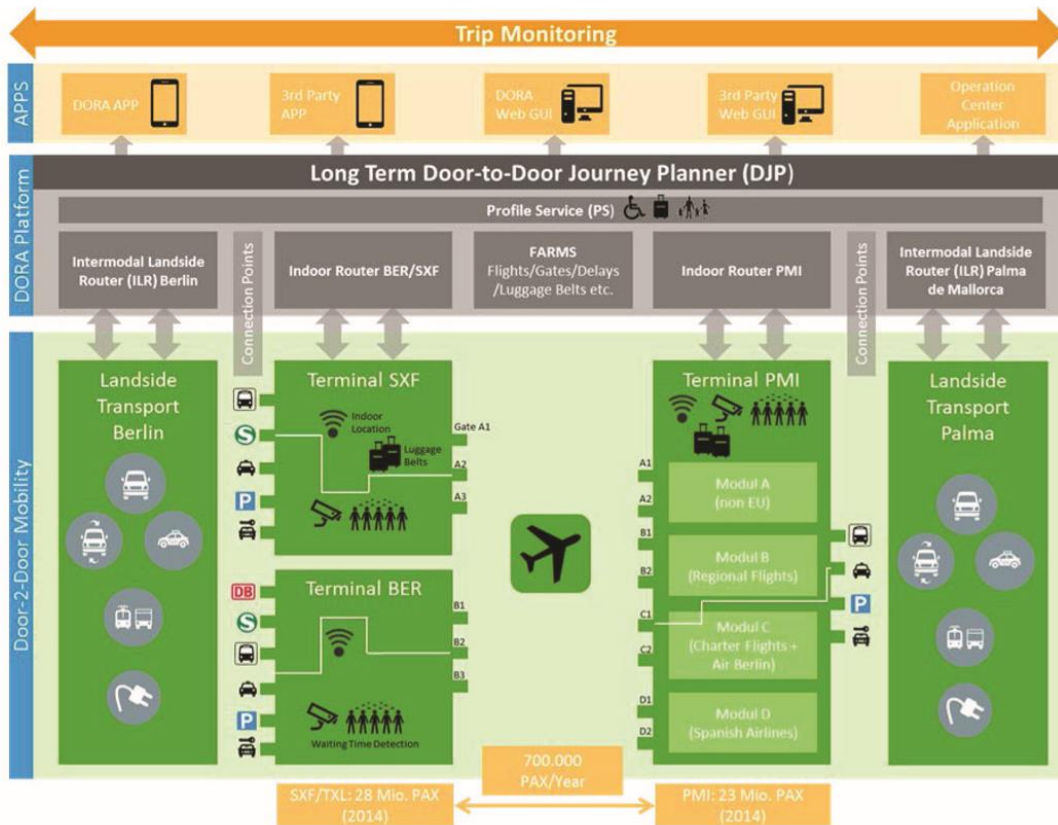 Trip Monitoring
APPS
DORA APP
3rd Party
APP
DORA
Web GUI
3rd Party
Web GUI
Operation
Center
Application
DORA Platform
Long Term Door-to-Door Journey Planner (DJP)
Profile Service (PS)
Intermodal Landside
Router (ILR) Berlin
Connection Points
Indoor Router BER/SXF
FARMS
Flights/Gates/Delays
/Luggage Belts etc.
Indoor Router PMI
Connection Points
Intermodal Landside
Router (ILR) Palma
de Mallorca
Door-2-Door Mobility
Landside
Transport
Berlin
S
P
DB
S
P
Terminal SXF
Indoor
Location
Luggage
Belts
Gate A1
A2
A3
Terminal BER
B1
B2
B3
Waiting Time Detection
Terminal PMI
A1
A2
B1
B2
C1
C2
D1
D2
Modul A
(non EU)
Modul B
(Regional Flights)
Modul C
(Charter Flights +
Air Berlin)
Modul D
(Spanish Airlines)
P
Landside
Transport
Palma
700.000
PAX/Year
SXF/TXL: 28 Mio. PAX
(2014)
PMI: 23 Mio. PAX
(2014)